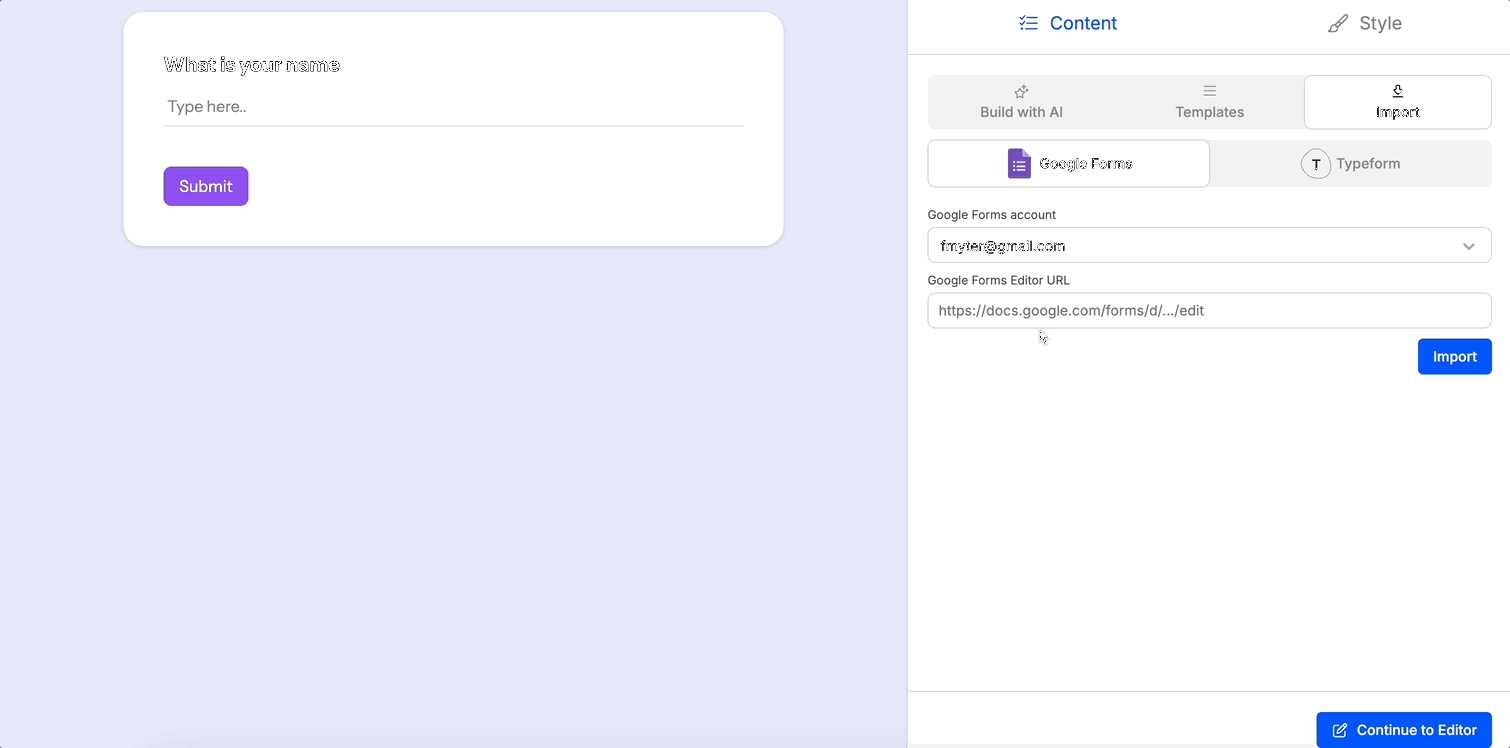 What is your name
Type here..
Submit
Content
Style
Build with AI
Templates
Import
Google Forms
T
Typeform
Google Forms account
fmyter@gmail.com
Google Forms Editor URL
https://docs.google.com/forms/d/.../edit
Import
Continue to Editor